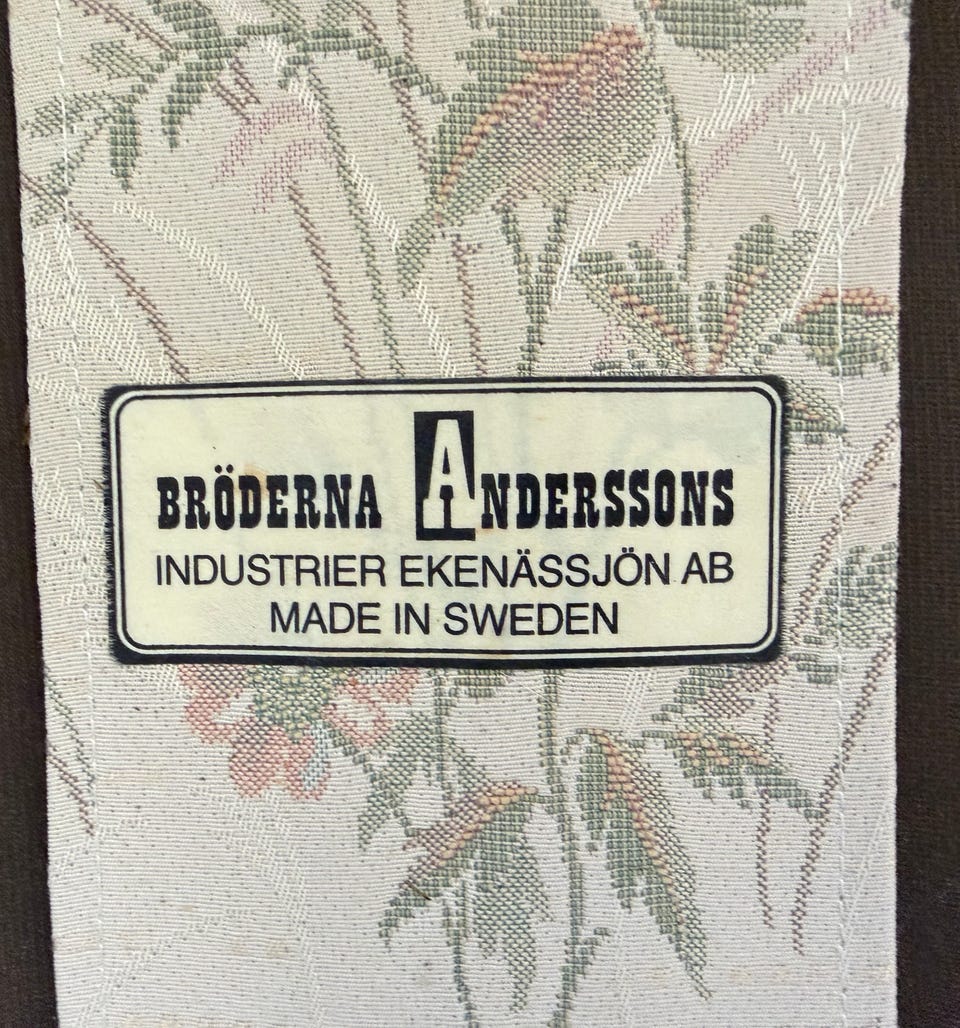 BRÖDERNA ANDERSSONS
INDUSTRIER EKENÄSSJÖN AB
MADE IN SWEDEN